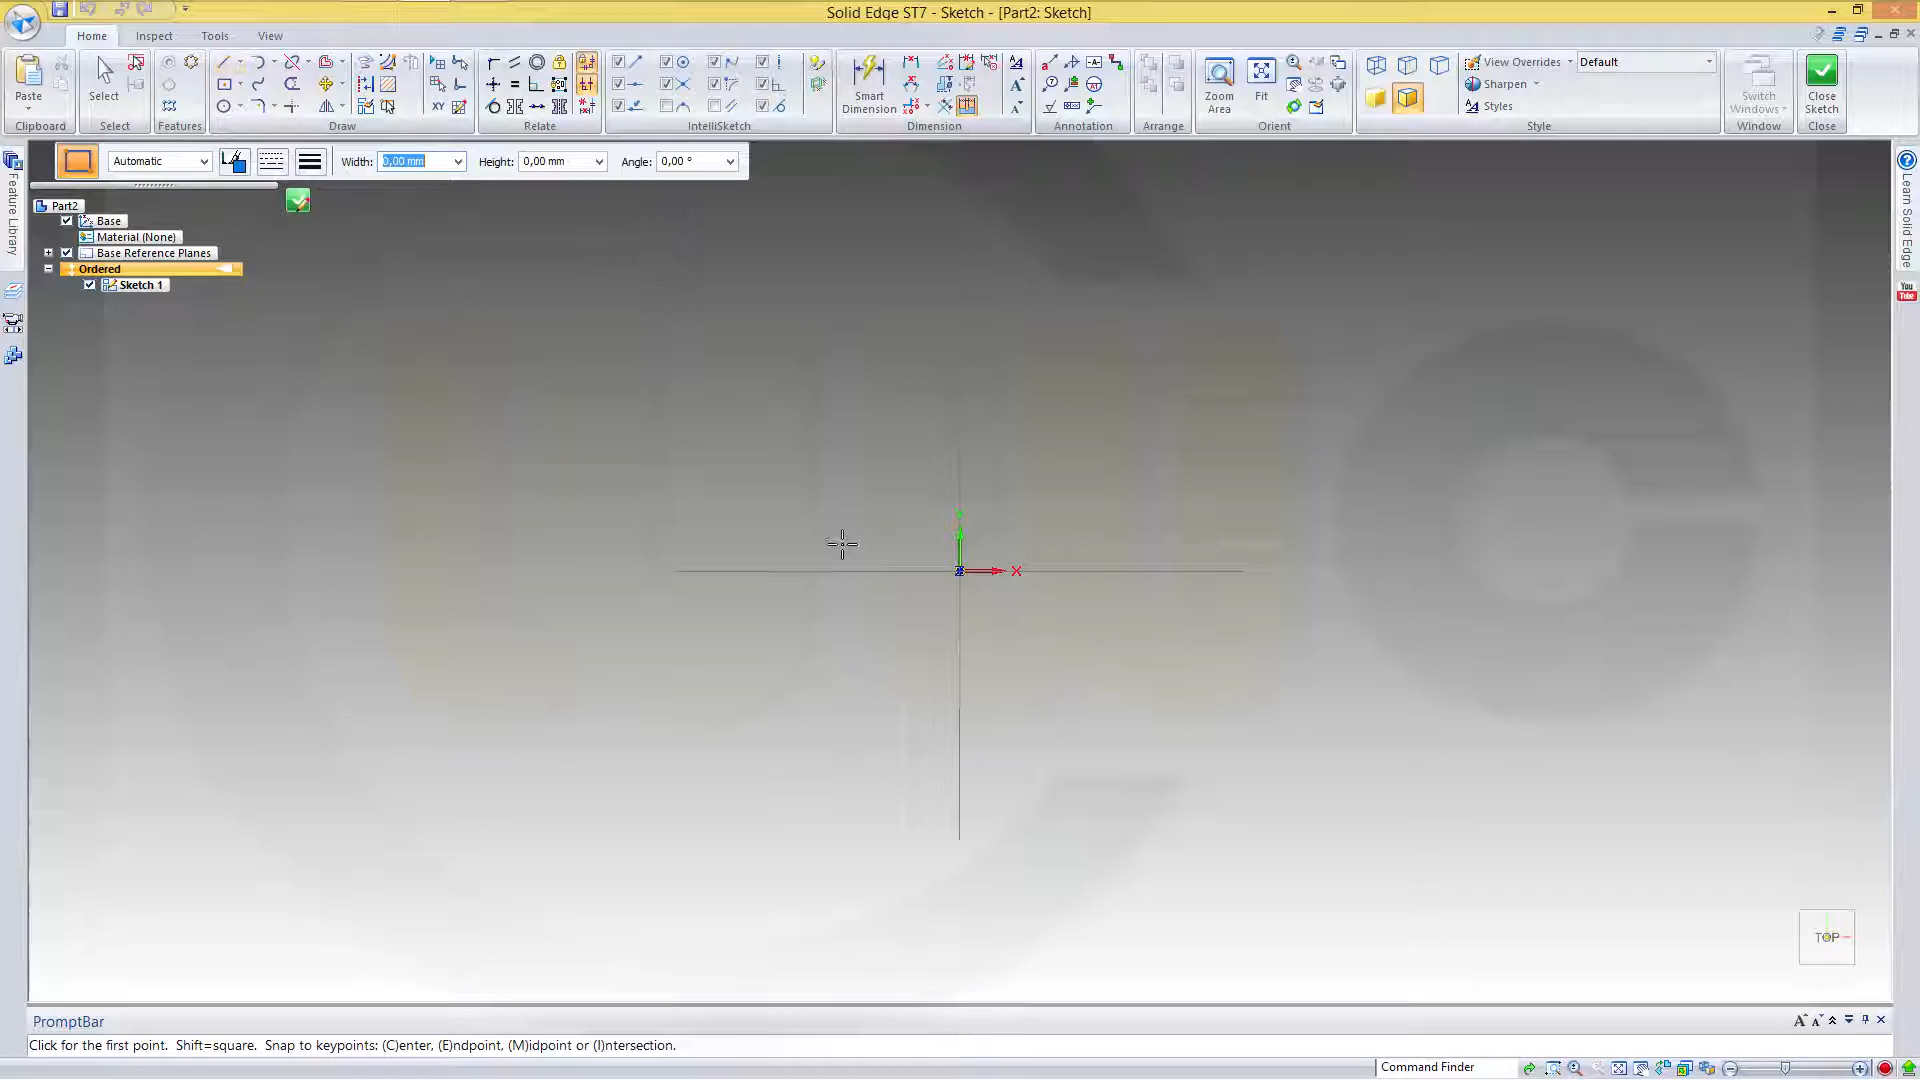 Solid Edge ST7 - Sketch - [Part2: Sketch]
Home Inspect Tools View
Paste
Clipboard
Select
Select
Features
Draw
XY
Relate
IntelliSketch
Smart Dimension
Dimension
Annotation
Arrange
Zoom Area
Fit
Orient
View Overrides
Default
Sharpen
Styles
Style
Switch Windows
Window
Close Sketch
Close
Automatic
Width: 0,00 mm
Height: 0,00 mm
Angle: 0,00 °
Feature Library
Part2
Base
Material (None)
Base Reference Planes
Ordered
Sketch 1
Learn Solid Edge
You Tube
X
TOP
PromptBar
Click for the first point. Shift=square. Snap to keypoints: (C)enter, (E)ndpoint, (M)idpoint or (I)ntersection.
Command Finder